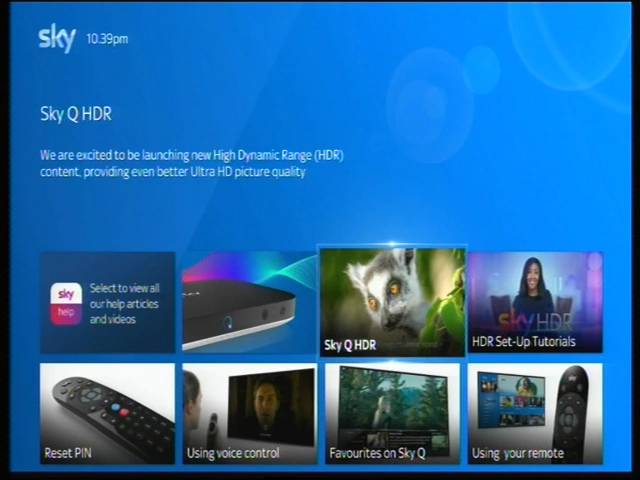 sky 10.39pm
Sky Q HDR
We are excited to be launching new High Dynamic Range (HDR)
content, providing even better Ultra HD picture quality
sky
help
Select to view all
our help articles
and videos
Sky Q HDR
sky HDR
HDR Set-Up Tutorials
Reset PIN
Using voice control
Favourites on Sky Q
Using your remote